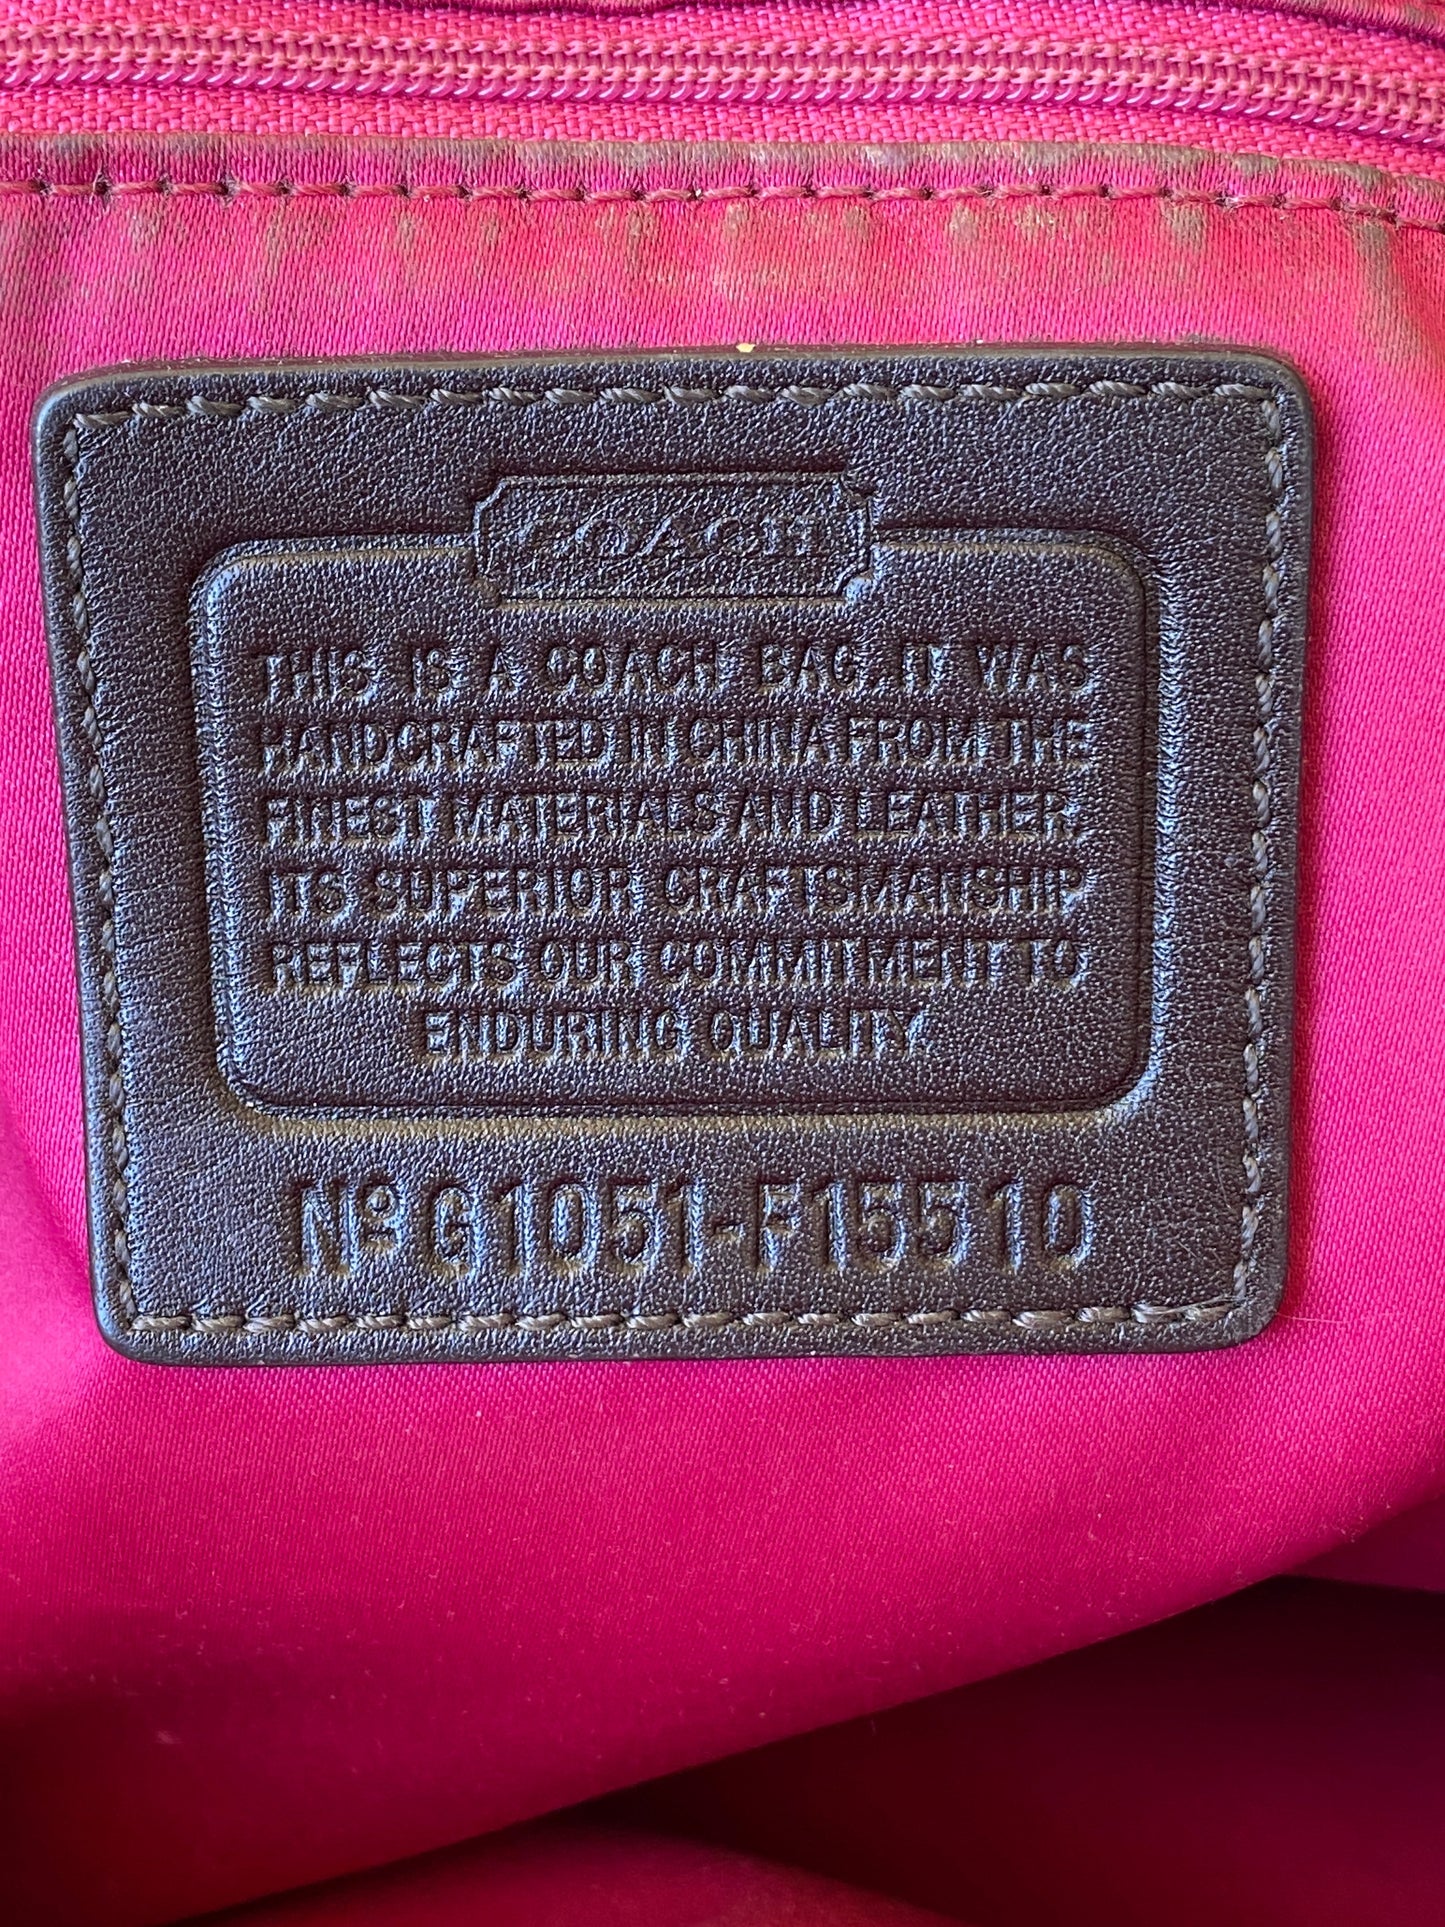 COACH
THIS IS A COACH BAG. IT WAS
HANDCRAFTED IN CHINA FROM THE
FINEST MATERIALS AND LEATHER.
ITS SUPERIOR CRAFTSMANSHIP
REFLECTS OUR COMMITMENT TO
ENDURING QUALITY.
Nº G1051-F15510